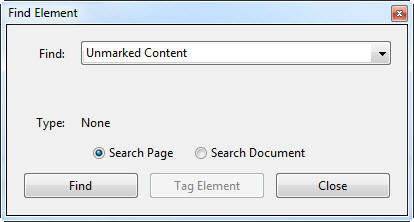 Find Element
Find: Unmarked Content
Type: None
Search Page Search Document
Find Tag Element Close